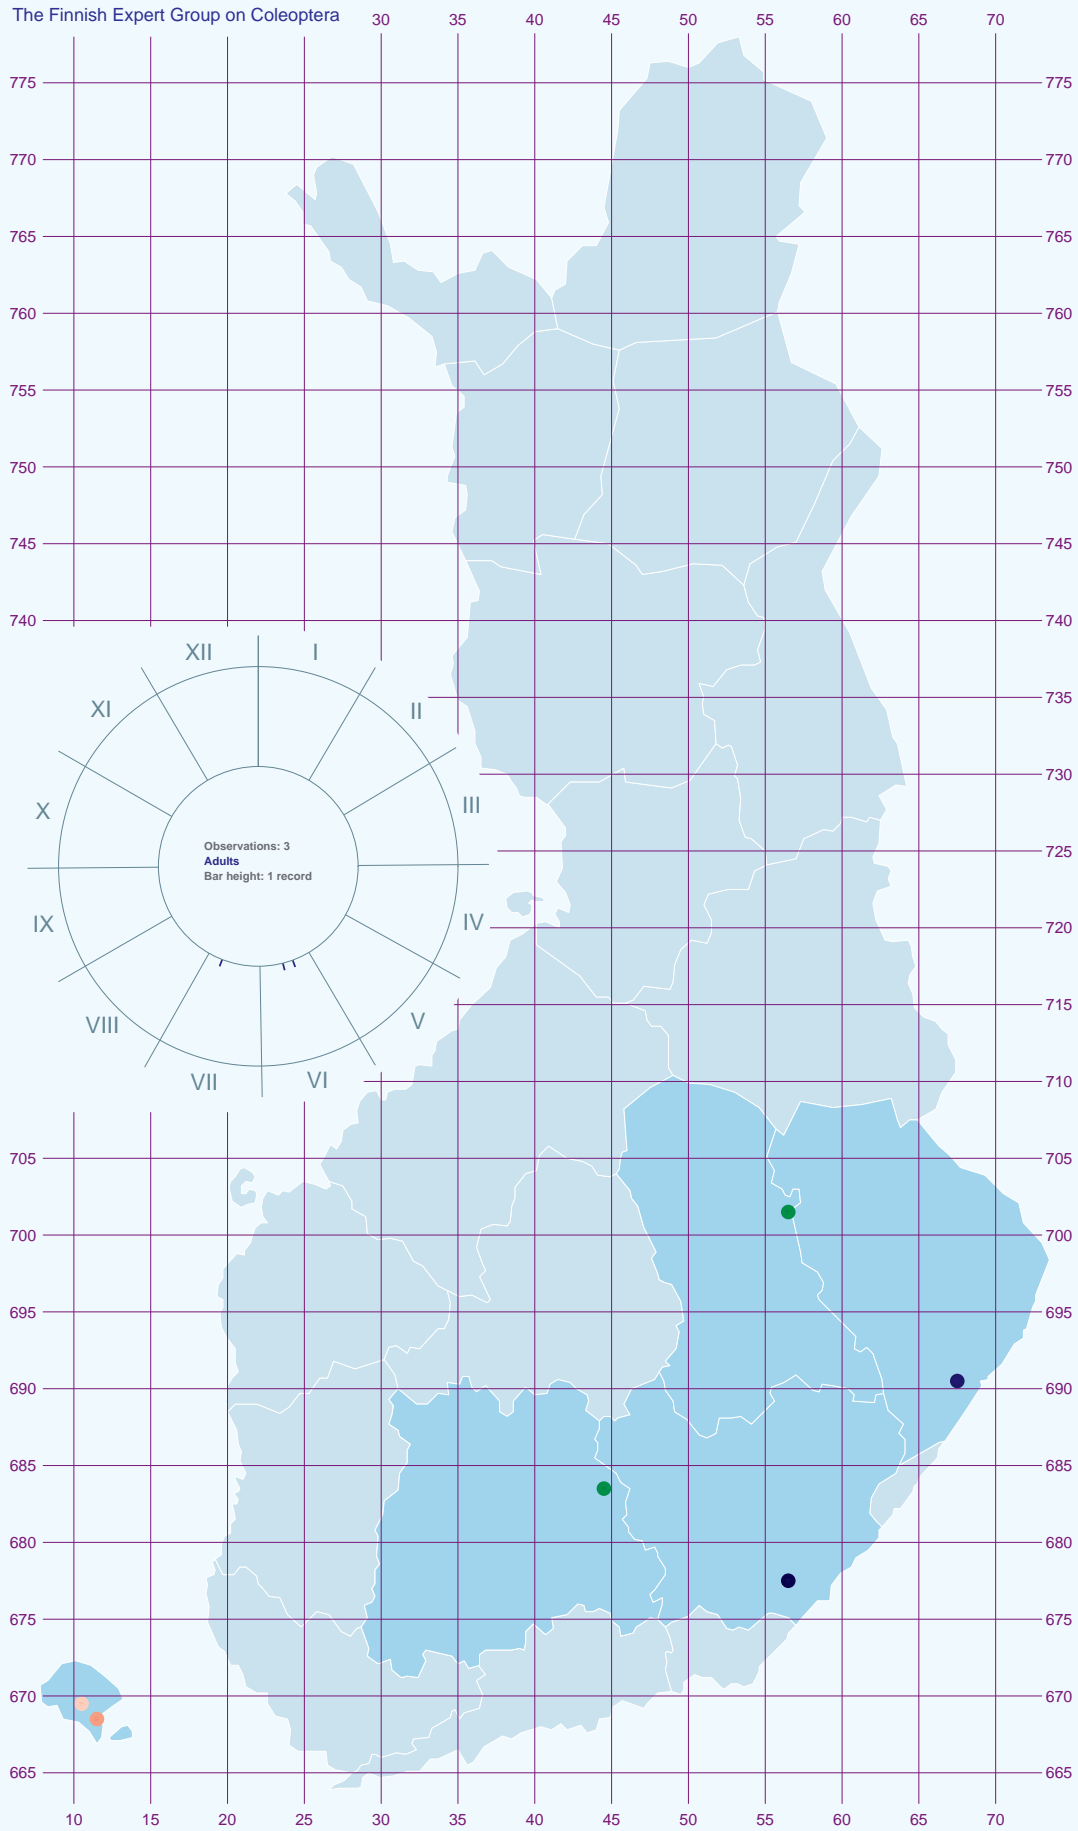 The Finnish Expert Group on Coleoptera
30 35 40 45 50 55 60 65 70
775 775
770 770
765 765
760 760
755 755
750 750
745 745
740 740
XII I
XI II
735
730
X III
Observations: 3
Adults
Bar height: 1 record
725
IX IV
720
715
VIII V
VII VI
710
705 705
700 700
695 695
690 690
685 685
680 680
675 675
670 670
665 665
10 15 20 25 30 35 40 45 50 55 60 65 70